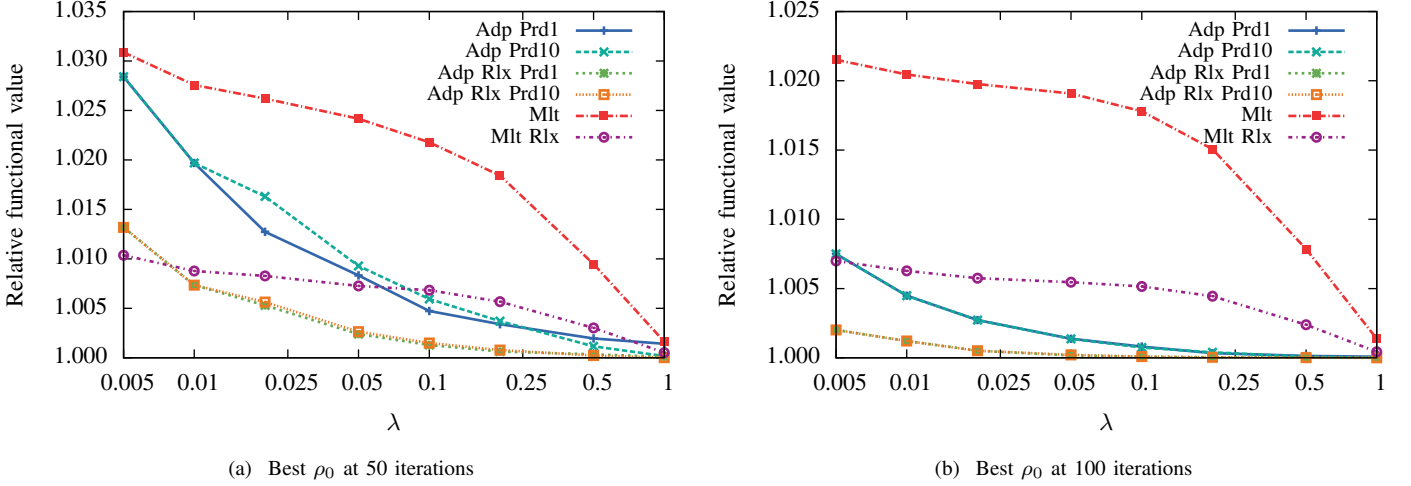 Relative functional value
1.035
1.030
1.025
1.020
1.015
1.010
1.005
1.000
Adp Prd1
Adp Prd10
Adp Rlx Prd1
Adp Rlx Prd10
Mlt
Mlt Rlx
0.005 0.01 0.025 0.05 0.1 0.25 0.5 1
λ
(a) Best ρ0 at 50 iterations
Relative functional value
1.025
1.020
1.015
1.010
1.005
1.000
Adp Prd1
Adp Prd10
Adp Rlx Prd1
Adp Rlx Prd10
Mlt
Mlt Rlx
0.005 0.01 0.025 0.05 0.1 0.25 0.5 1
λ
(b) Best ρ0 at 100 iterations